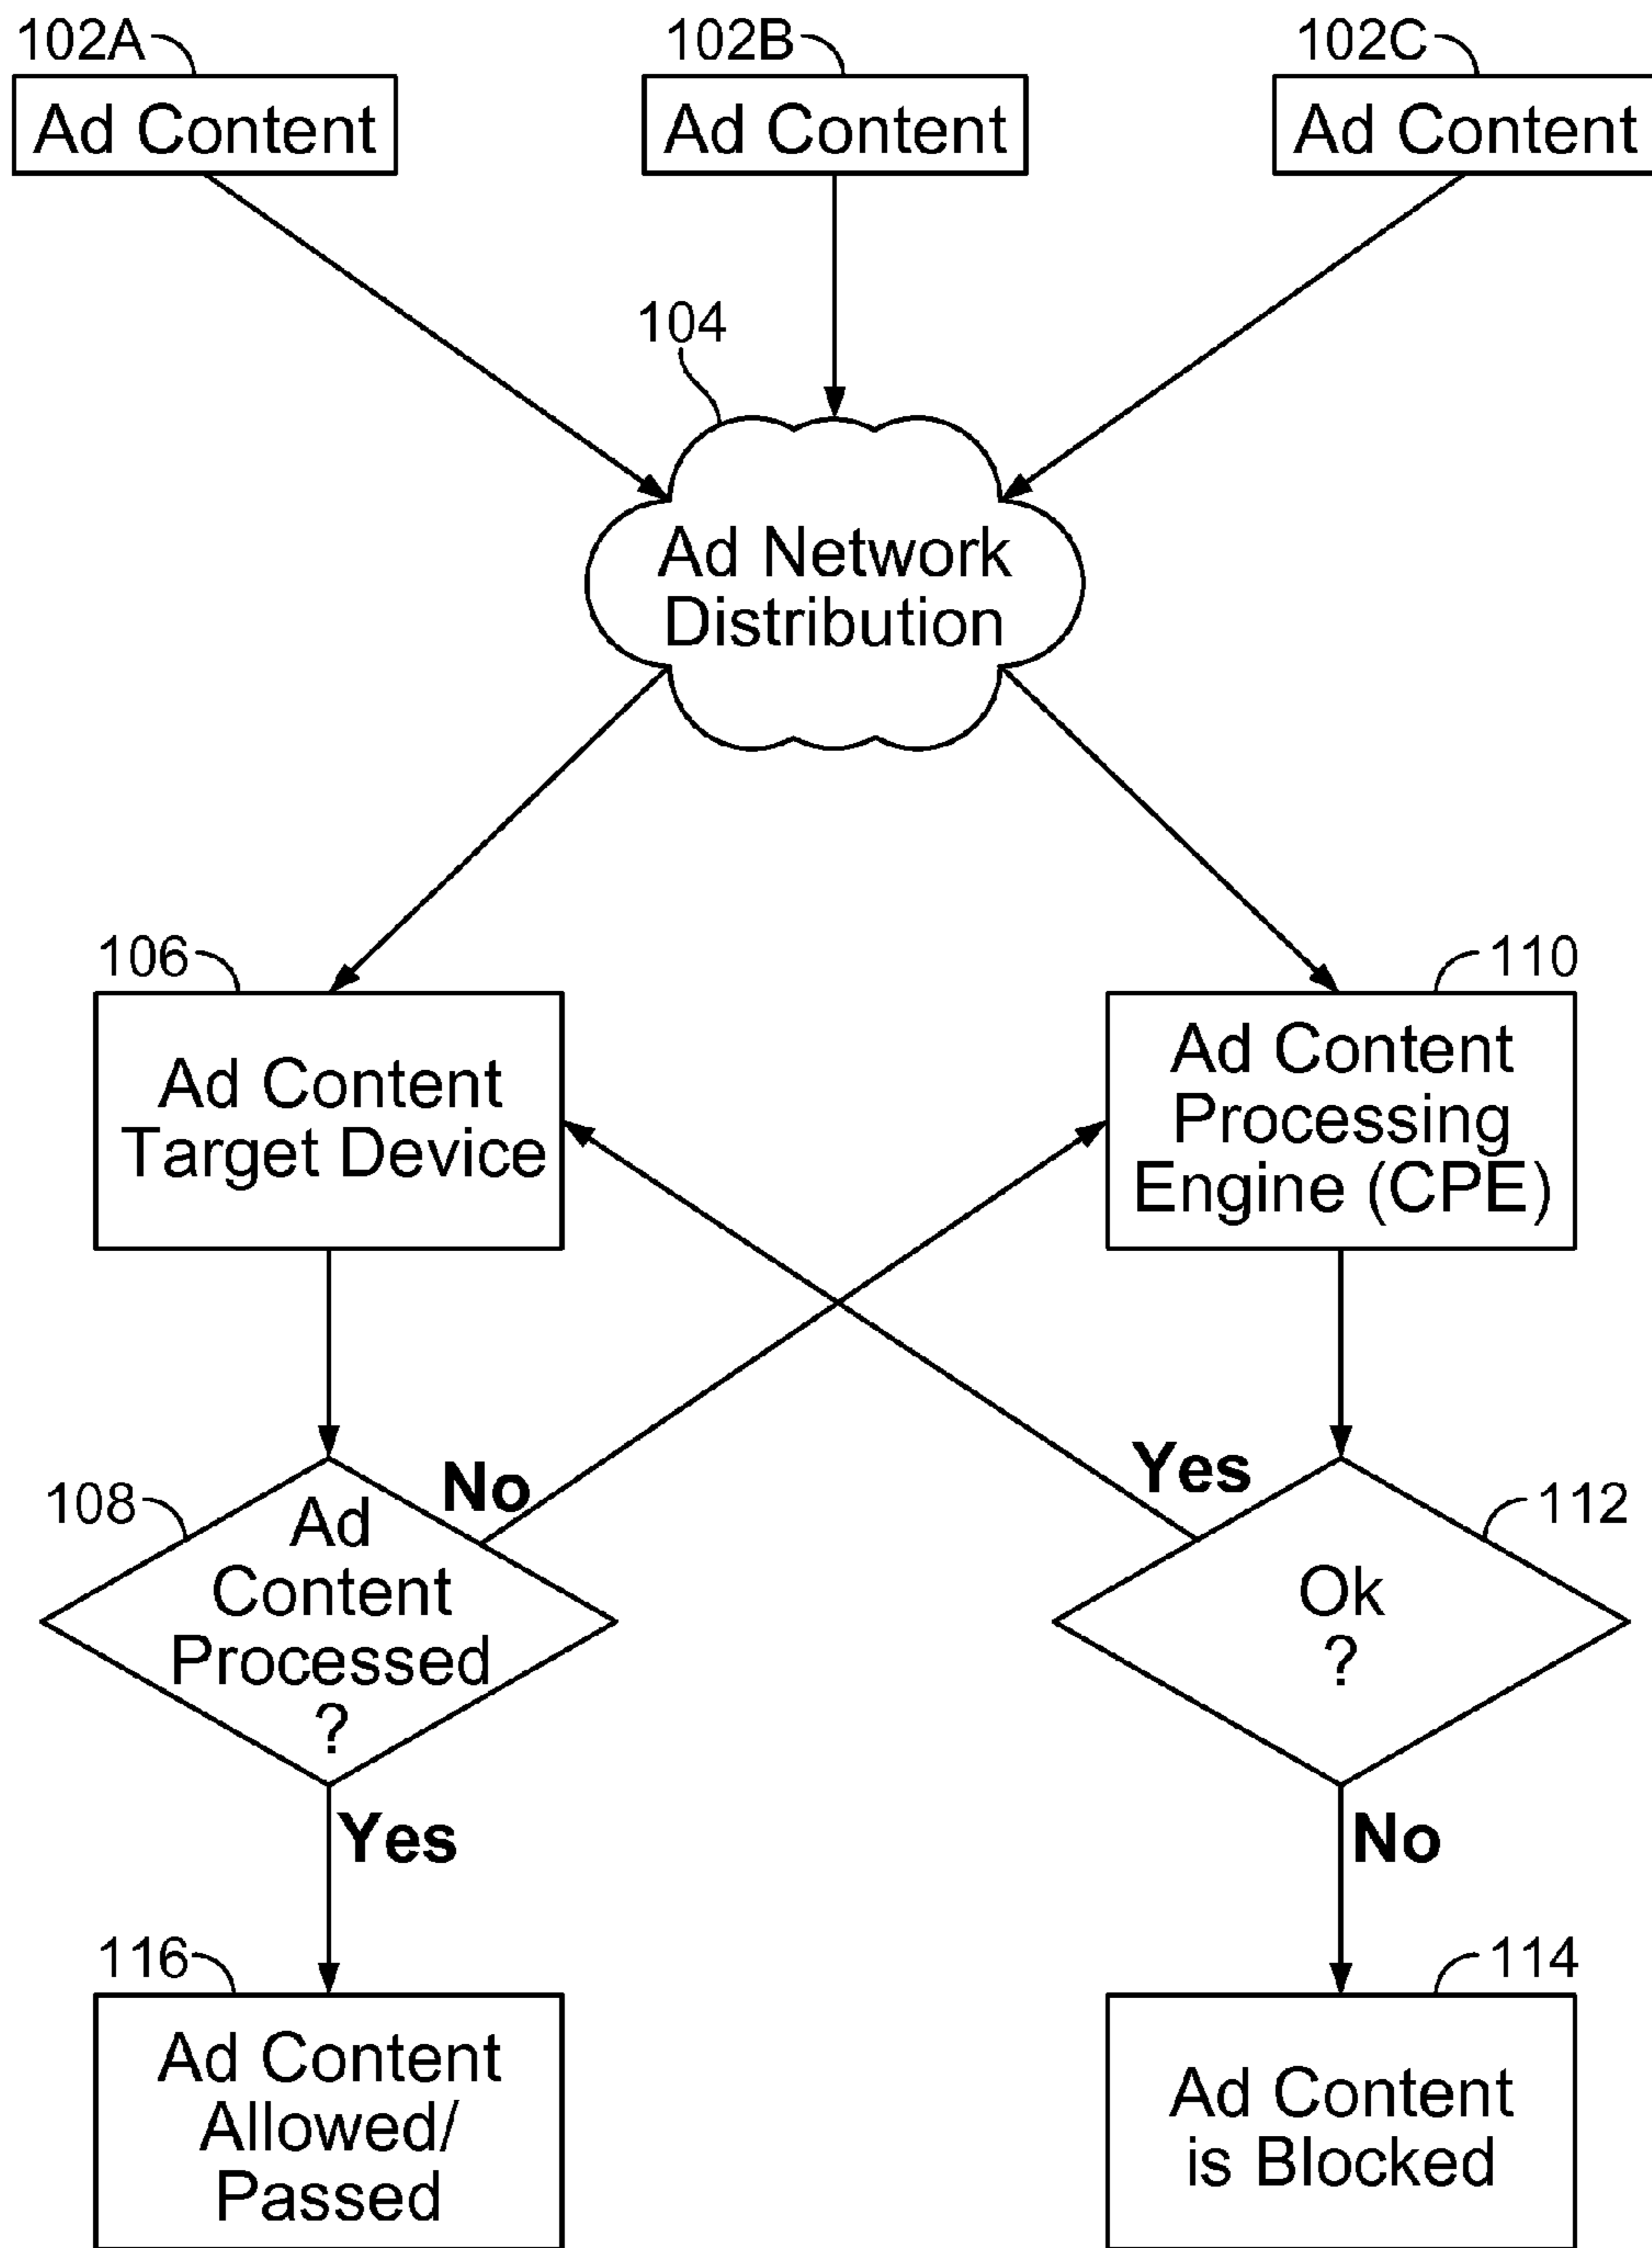 102A
102B
102C
Ad Content
Ad Content
Ad Content
104
Ad Network
Distribution
106
110
Ad Content
Target Device
Ad Content
Processing
Engine (CPE)
No
Yes
108
112
Ad
Content
Processed
?
Ok
?
Yes
No
116
114
Ad Content
Allowed/
Passed
Ad Content
is Blocked